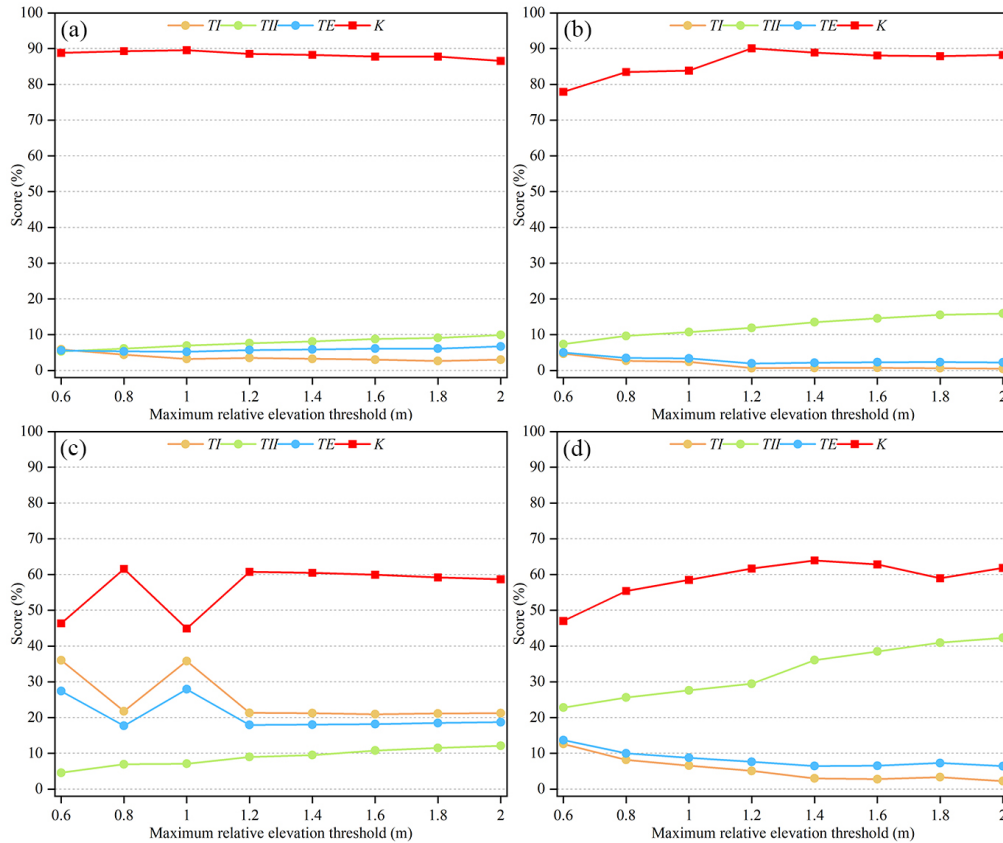 (a) TI TII TE K
100
90
80
70
60
50
40
30
20
10
0
Score (%)
0.6 0.8 1 1.2 1.4 1.6 1.8 2
Maximum relative elevation threshold (m)
(b) TI TII TE K
100
90
80
70
60
50
40
30
20
10
0
Score (%)
0.6 0.8 1 1.2 1.4 1.6 1.8 2
Maximum relative elevation threshold (m)
(c) TI TII TE K
100
90
80
70
60
50
40
30
20
10
0
Score (%)
0.6 0.8 1 1.2 1.4 1.6 1.8 2
Maximum relative elevation threshold (m)
(d) TI TII TE K
100
90
80
70
60
50
40
30
20
10
0
Score (%)
0.6 0.8 1 1.2 1.4 1.6 1.8 2
Maximum relative elevation threshold (m)